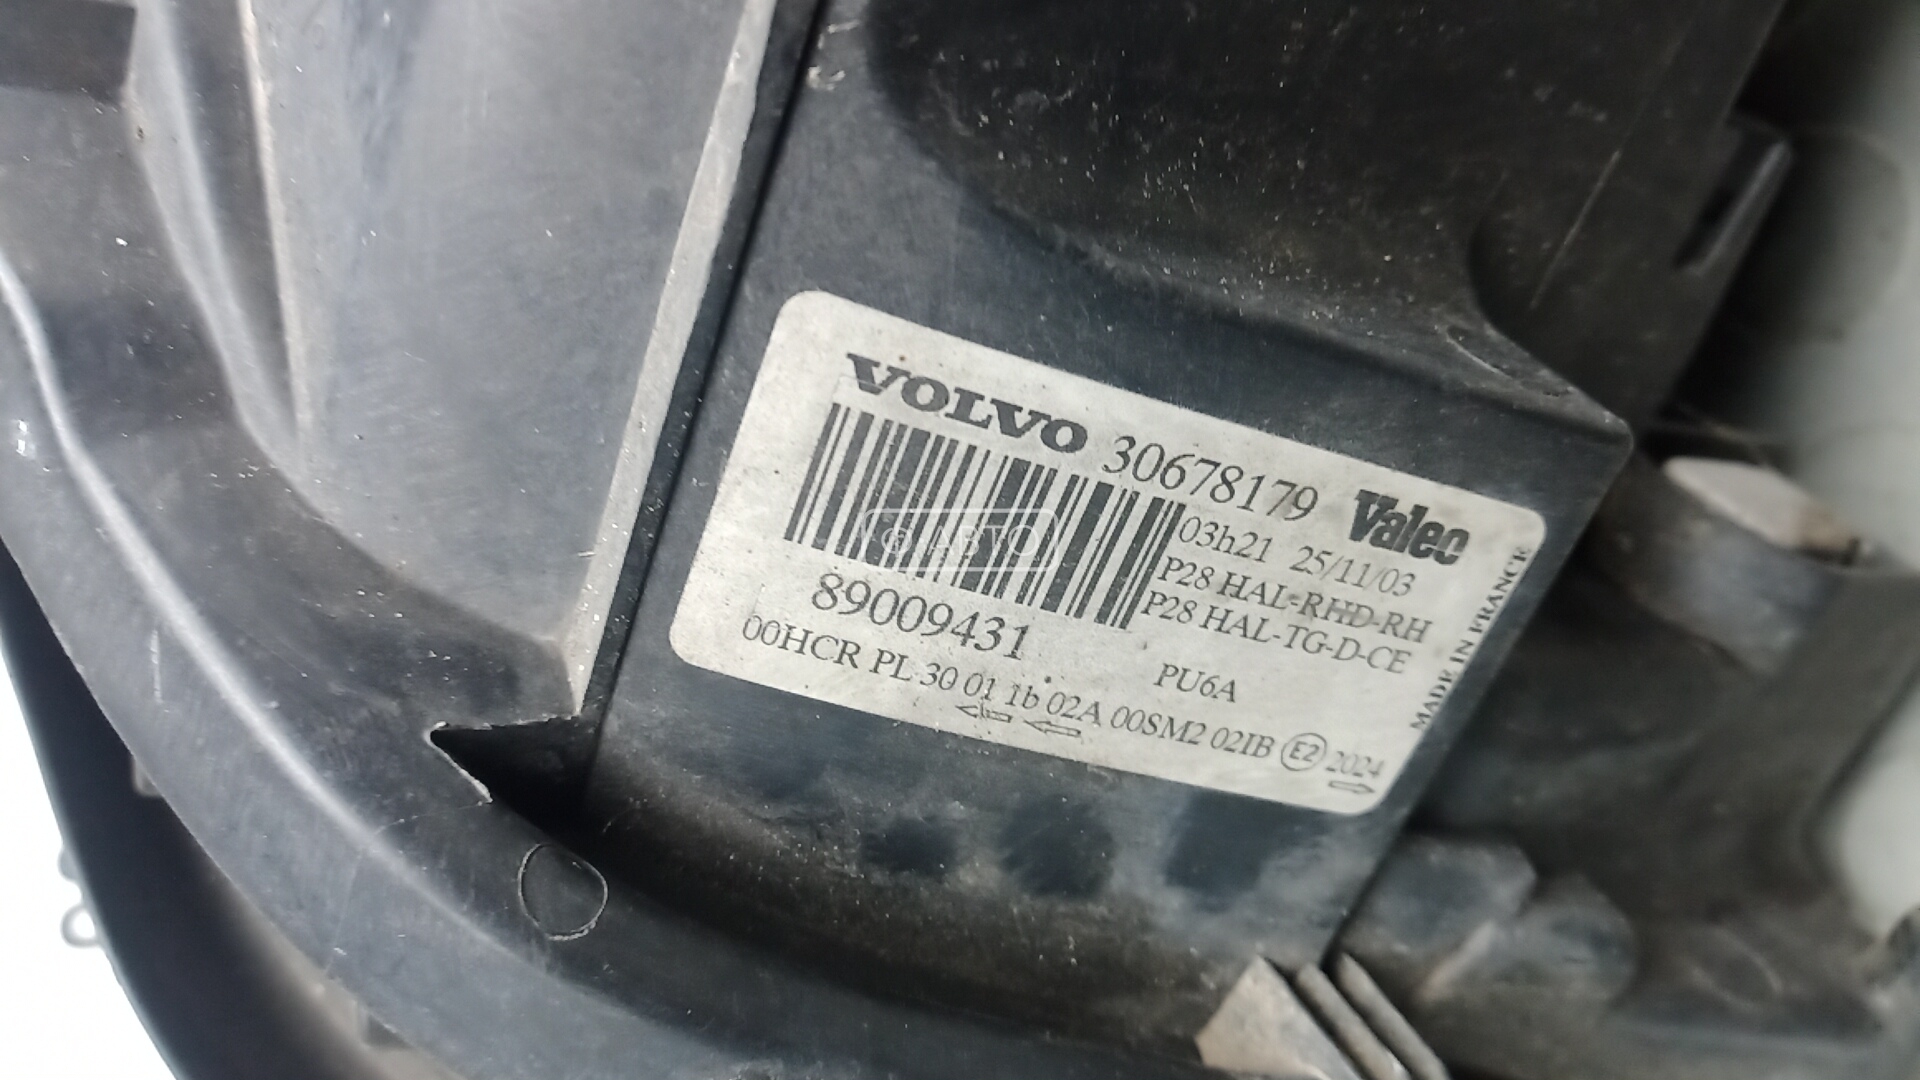 VOLVO 30678179 Valeo
03h21 25/11/03
P28 HAL-RHD-RH
P28 HAL-TG-D-CE
89009431
PU6A
00HCR PL 30 01 1b 02A 00SM2 02IB E2 2024
MADE IN FRANCE
© АВТО